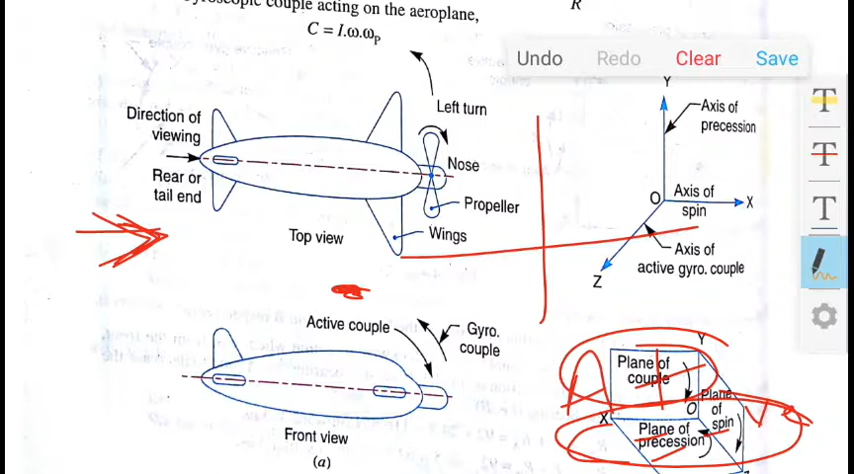 Gyroscopic couple acting on the aeroplane,
R
C = I.ω.ωP
Undo Redo Clear Save
Left turn
Direction of
viewing
Rear or
tail end
Nose
Propeller
Wings
Top view
Y
Axis of
precession
O
Axis of
spin
X
Axis of
active gyro. couple
Z
T
T
T
Active couple
Gyro.
couple
Front view
(a)
Y
Plane of
couple
Plane
of
spin
O
X
Plane of
precession